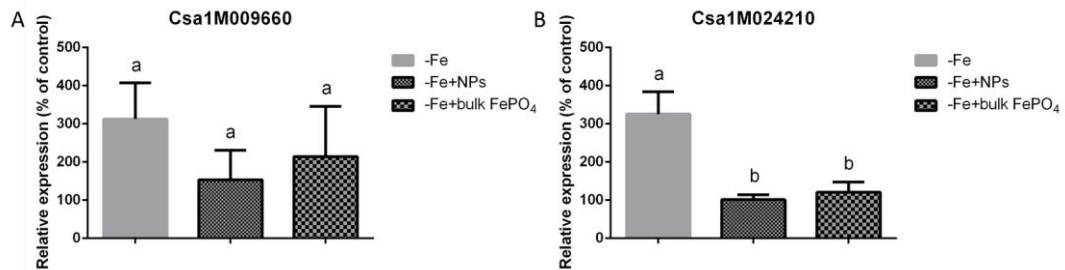 A
Csa1M009660
Relative expression (% of control)
500
400
300
200
100
0
a
a
a
-Fe
-Fe+NPs
-Fe+bulk FePO4
B
Csa1M024210
Relative expression (% of control)
500
400
300
200
100
0
a
b
b
-Fe
-Fe+NPs
-Fe+bulk FePO4